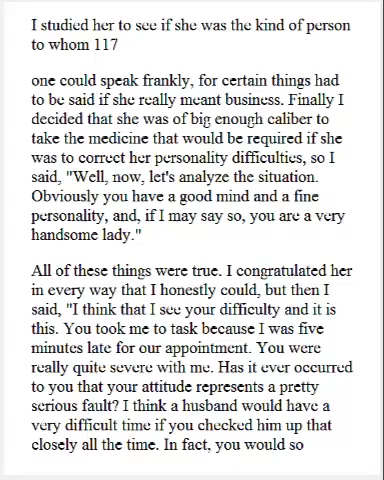 I studied her to see if she was the kind of person
to whom 117
one could speak frankly, for certain things had
to be said if she really meant business. Finally I
decided that she was of big enough caliber to
take the medicine that would be required if she
was to correct her personality difficulties, so I
said, "Well, now, let's analyze the situation.
Obviously you have a good mind and a fine
personality, and, if I may say so, you are a very
handsome lady."
All of these things were true. I congratulated her
in every way that I honestly could, but then I
said, "I think that I see your difficulty and it is
this. You took me to task because I was five
minutes late for our appointment. You were
really quite severe with me. Has it ever occurred
to you that your attitude represents a pretty
serious fault? I think a husband would have a
very difficult time if you checked him up that
closely all the time. In fact, you would so